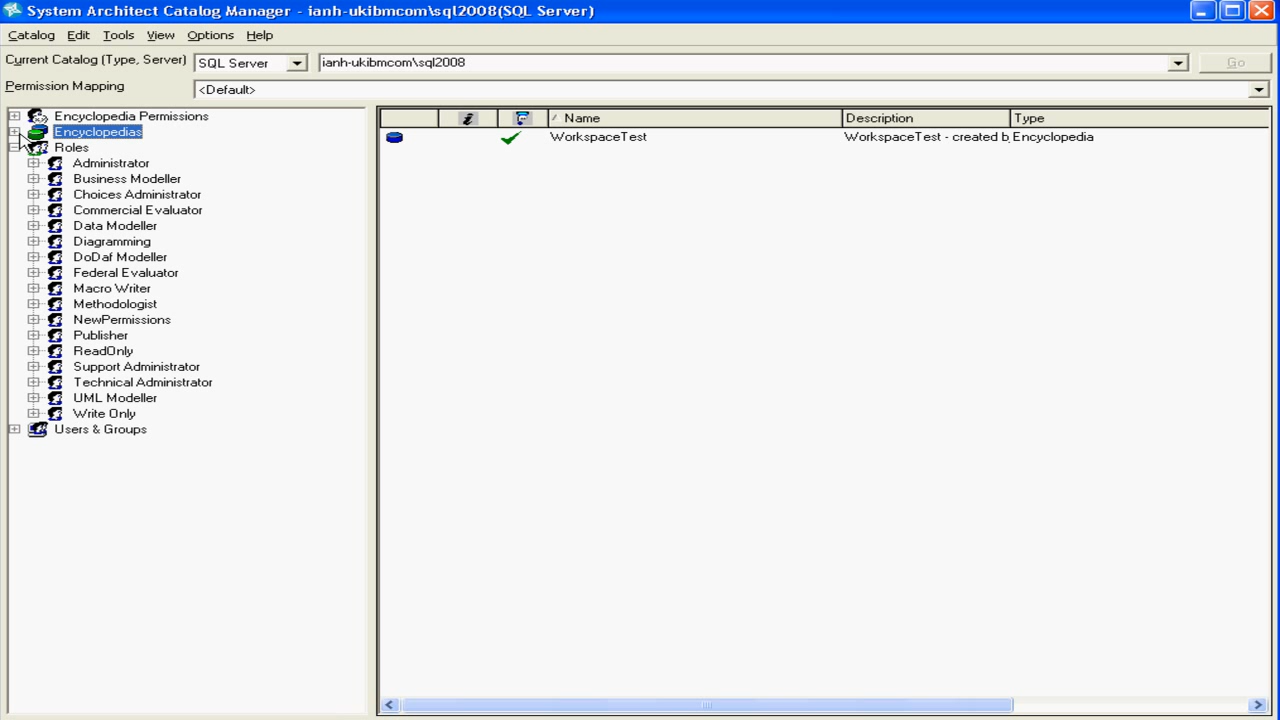 System Architect Catalog Manager - ianh-ukibmcom\sql2008(SQL Server)
Catalog Edit Tools View Options Help
Current Catalog (Type, Server) SQL Server ianh-ukibmcom\sql2008 Go
Permission Mapping <Default>
Encyclopedia Permissions
Encyclopedias
Roles
Administrator
Business Modeller
Choices Administrator
Commercial Evaluator
Data Modeller
Diagramming
DoDaf Modeller
Federal Evaluator
Macro Writer
Methodologist
NewPermissions
Publisher
ReadOnly
Support Administrator
Technical Administrator
UML Modeller
Write Only
Users & Groups
Name Description Type
WorkspaceTest WorkspaceTest - created b Encyclopedia